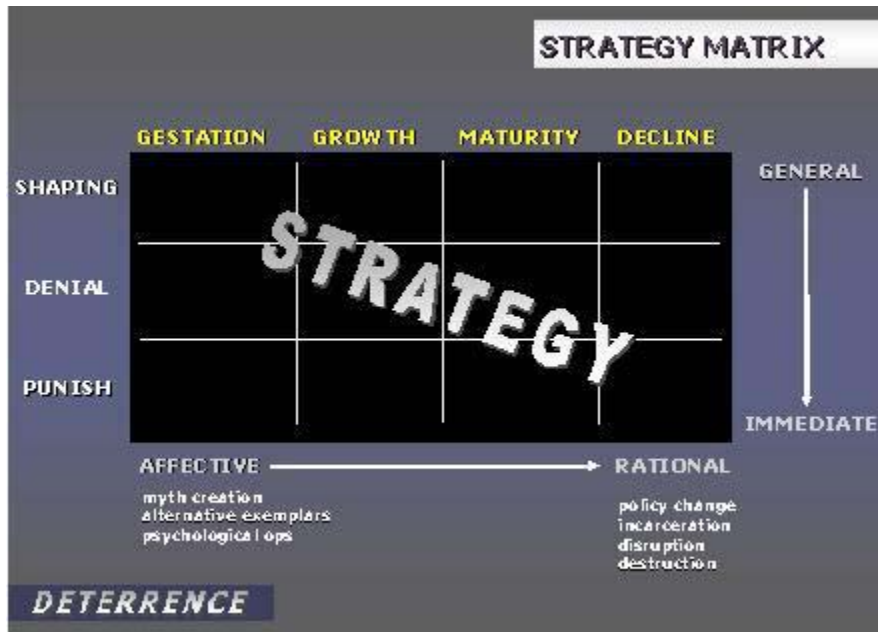 STRATEGY MATRIX
GESTATION GROWTH MATURITY DECLINE
SHAPING
GENERAL
STRATEGY
DENIAL
PUNISH
IMMEDIATE
AFFECTIVE RATIONAL
myth creation
alternative exemplars
psychological ops
policy change
incarceration
disruption
destruction
DETERRENCE